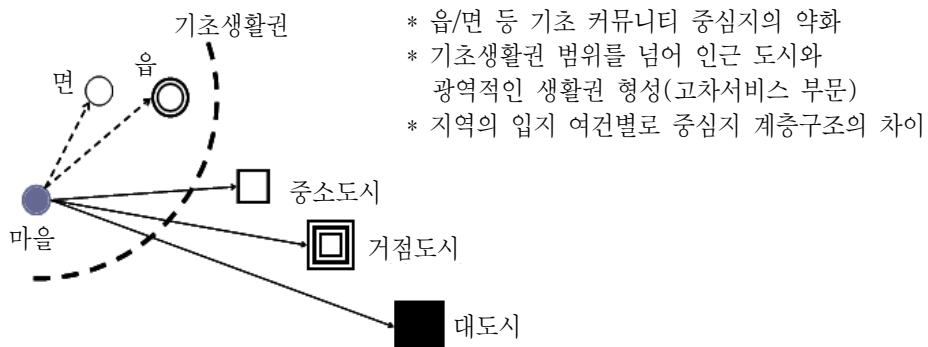 기초생활권
면
읍
마을
중소도시
거점도시
대도시
* 읍/면 등 기초 커뮤니티 중심지의 약화
* 기초생활권 범위를 넘어 인근 도시와
광역적인 생활권 형성(고차서비스 부문)
* 지역의 입지 여건별로 중심지 계층구조의 차이